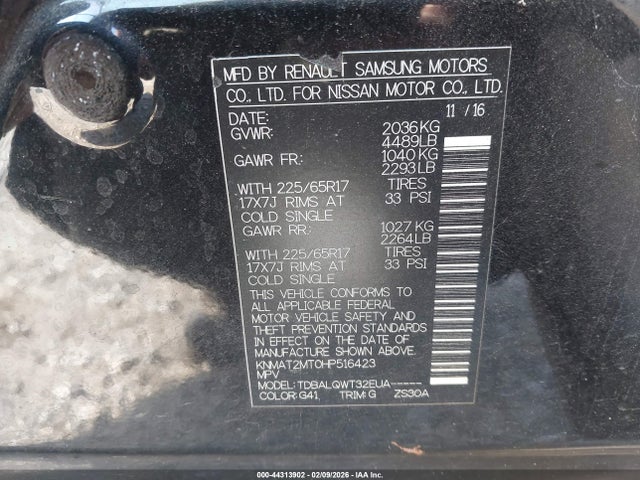 MFD BY RENAULT SAMSUNG MOTORS
CO., LTD. FOR NISSAN MOTOR CO., LTD.
DATE: 11 / 16
GVWR: 2036KG
4489LB
GAWR FR: 1040KG
2293LB
WITH 225/65R17 TIRES
17X7J RIMS AT 33 PSI
COLD SINGLE
GAWR RR: 1027 KG
2264LB
WITH 225/65R17 TIRES
17X7J RIMS AT 33 PSI
COLD SINGLE
THIS VEHICLE CONFORMS TO
ALL APPLICABLE FEDERAL
MOTOR VEHICLE SAFETY AND
THEFT PREVENTION STANDARDS
IN EFFECT ON THE DATE OF
MANUFACTURE SHOWN ABOVE.
KNMAT2MT0HP516423
MPV
MODEL: TDBALQWT32EUA-----
COLOR: G41 TRIM: G ZS30A
000-44313902 - 02/09/2026 - IAA Inc.